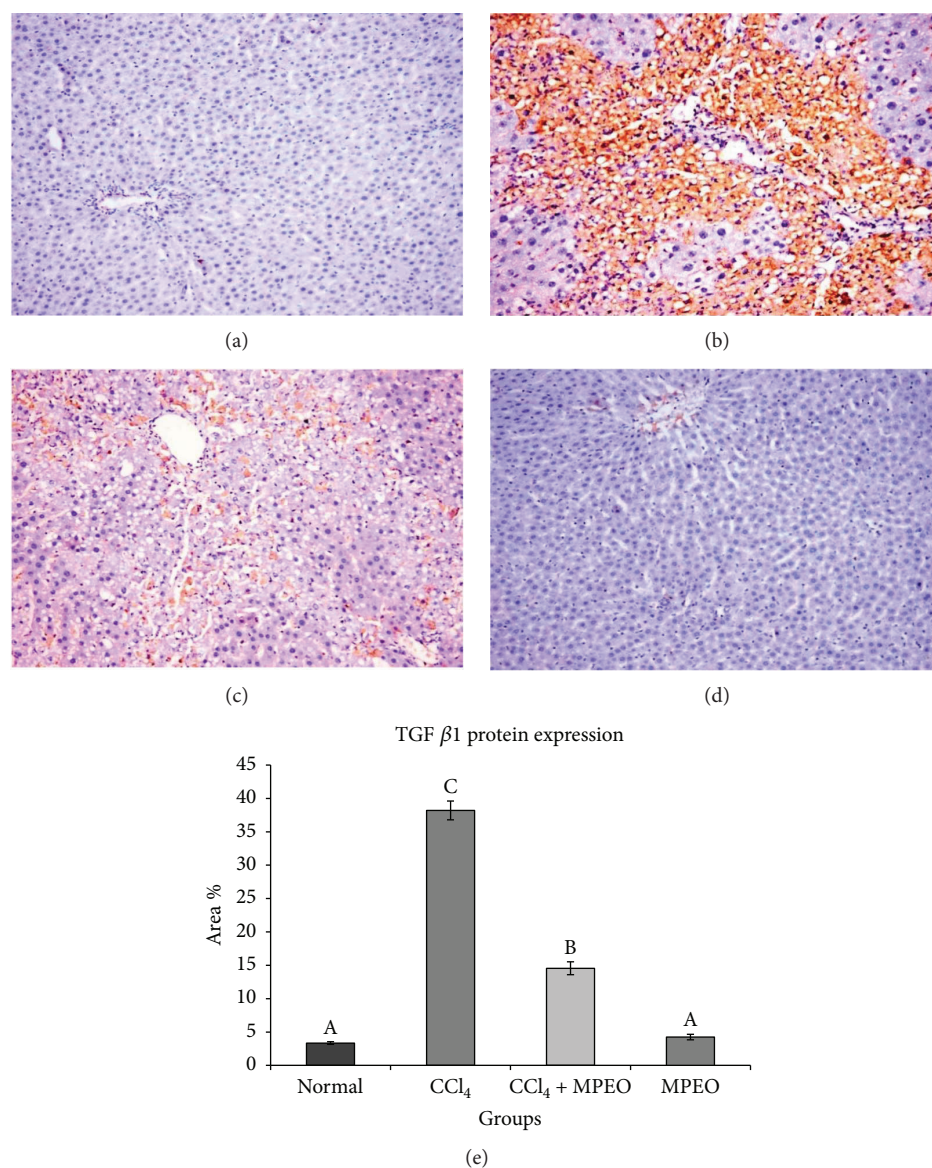 (a)
(b)
(c)
(d)
TGF β1 protein expression
45
40
35
30
25
20
15
10
5
0
Area %
A
C
B
A
Normal
CCl₄
CCl₄ + MPEO
MPEO
Groups
(e)